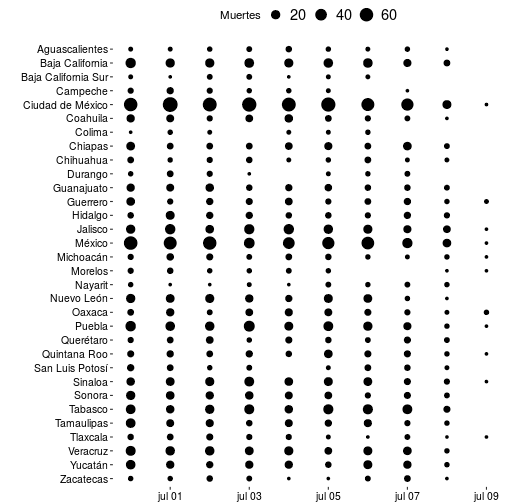 Muertes 20 40 60
Aguascalientes
Baja California
Baja California Sur
Campeche
Ciudad de México
Coahuila
Colima
Chiapas
Chihuahua
Durango
Guanajuato
Guerrero
Hidalgo
Jalisco
México
Michoacán
Morelos
Nayarit
Nuevo León
Oaxaca
Puebla
Querétaro
Quintana Roo
San Luis Potosí
Sinaloa
Sonora
Tabasco
Tamaulipas
Tlaxcala
Veracruz
Yucatán
Zacatecas
jul 01 jul 03 jul 05 jul 07 jul 09